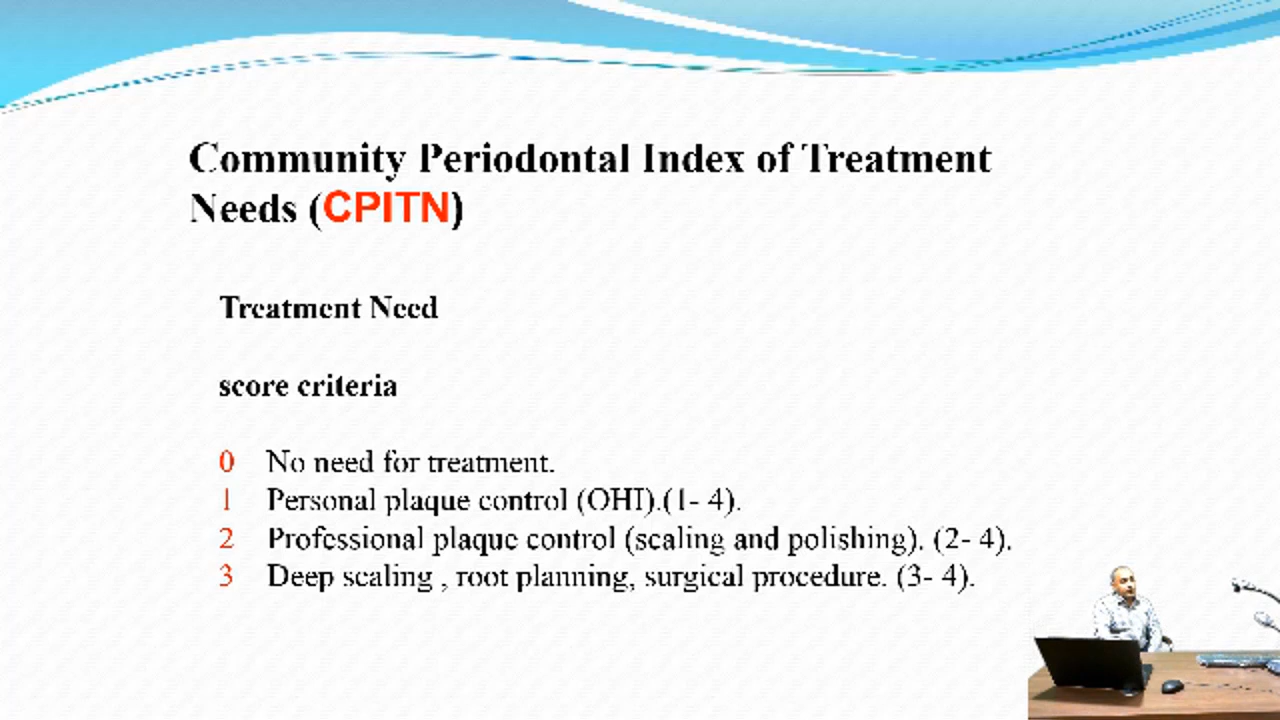 Community Periodontal Index of Treatment
Needs (CPITN)
Treatment Need
score criteria
0 No need for treatment.
1 Personal plaque control (OHI).(1- 4).
2 Professional plaque control (scaling and polishing). (2- 4).
3 Deep scaling , root planning, surgical procedure. (3- 4).